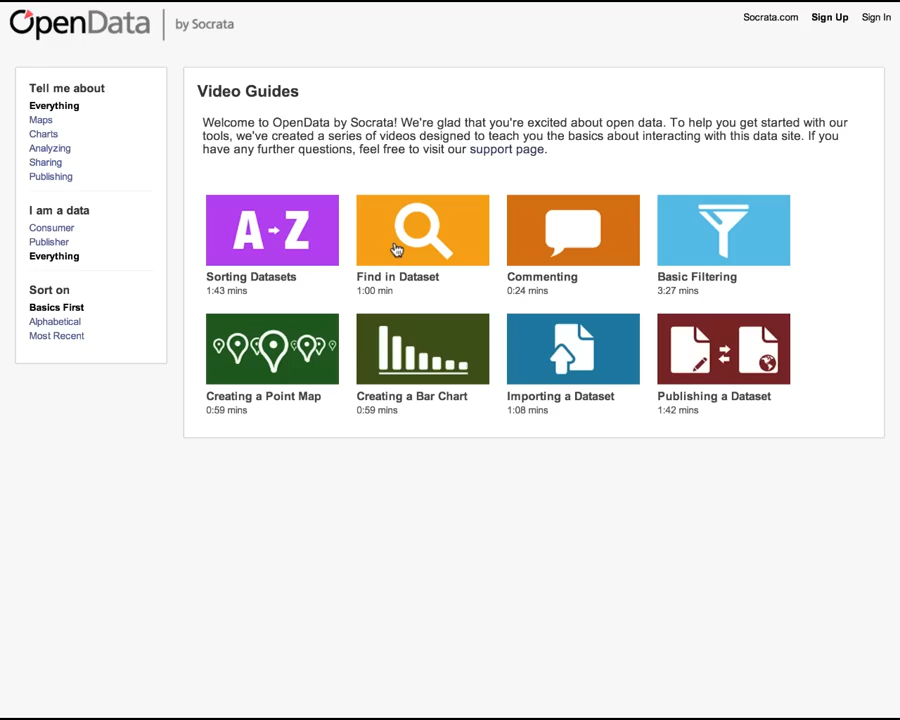 OpenData by Socrata
Socrata.com Sign Up Sign In
Tell me about
Everything
Maps
Charts
Analyzing
Sharing
Publishing
I am a data
Consumer
Publisher
Everything
Sort on
Basics First
Alphabetical
Most Recent
Video Guides
Welcome to OpenData by Socrata! We're glad that you're excited about open data. To help you get started with our
tools, we've created a series of videos designed to teach you the basics about interacting with this data site. If you
have any further questions, feel free to visit our support page.
A Z
Sorting Datasets
1:43 mins
Find in Dataset
1:00 min
Commenting
0:24 mins
Basic Filtering
3:27 mins
Creating a Point Map
0:59 mins
Creating a Bar Chart
0:59 mins
Importing a Dataset
1:08 mins
Publishing a Dataset
1:42 mins